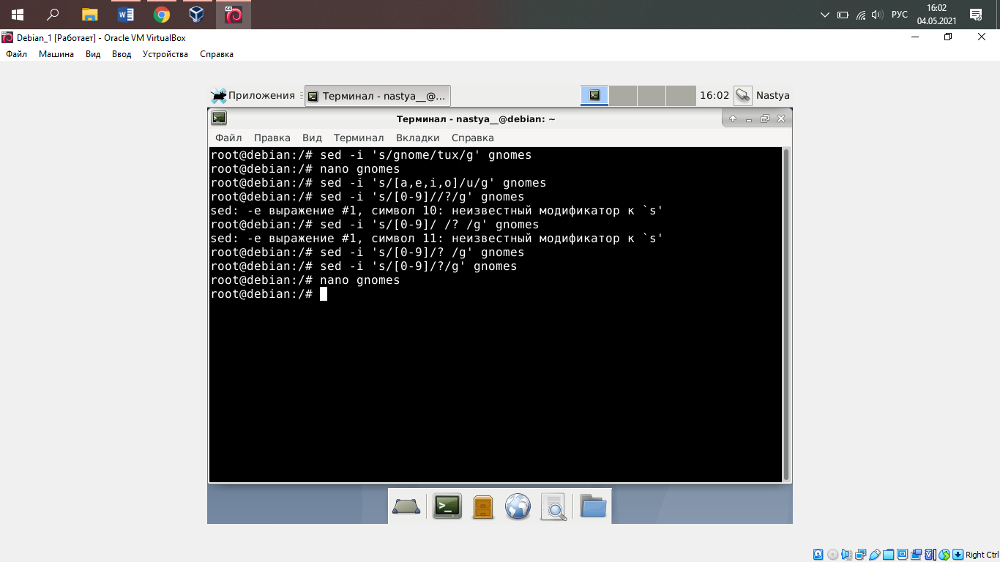 16:02
РУС
04.05.2021
Debian_1 [Работает] - Oracle VM VirtualBox
Файл Машина Вид Ввод Устройства Справка
Приложения Терминал - nastya__@... 16:02 Nastya
Терминал - nastya__@debian: ~
Файл Правка Вид Терминал Вкладки Справка
root@debian:/# sed -i 's/gnome/tux/g' gnomes
root@debian:/# nano gnomes
root@debian:/# sed -i 's/[a,e,i,o]/u/g' gnomes
root@debian:/# sed -i 's/[0-9]//?/g' gnomes
sed: -e выражение #1, символ 10: неизвестный модификатор к `s'
root@debian:/# sed -i 's/[0-9]/ /? /g' gnomes
sed: -e выражение #1, символ 11: неизвестный модификатор к `s'
root@debian:/# sed -i 's/[0-9]/? /g' gnomes
root@debian:/# sed -i 's/[0-9]/?/g' gnomes
root@debian:/# nano gnomes
root@debian:/#
Right Ctrl